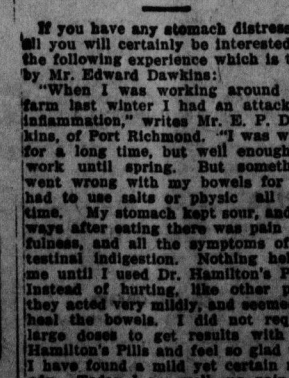 If you have any stomach distress
all you will certainly be interested
the following experience which is t
by Mr. Edward Dawkins:
"When I was working around
farm last winter I had an attack
inflammation," writes Mr. E. P. D
kins, of Port Richmond. "I was w
for a long time, but well enough
work until spring. But someth
went wrong with my bowels for
had to use salts or physic all
time. My stomach kept sour, and
ways after eating there was pain
fulness, and all the symptoms of
testinal indigestion. Nothing hel
me until I used Dr. Hamilton's P
Instead of hurting, like other p
they acted very mildly, and seeme
heal the bowels. I did not req
large doses to get results with
Hamilton's Pills and feel so glad
I have found a mild yet certain